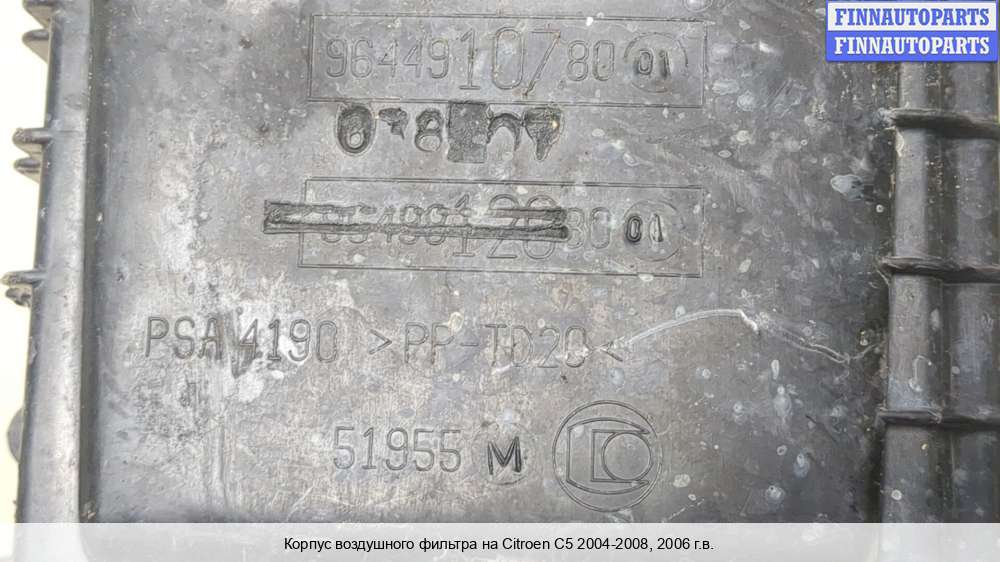 FINNAUTOPARTS
FINNAUTOPARTS
9644910780 01
80 01
PSA 4190 >PP-TD20<
51955 M
Корпус воздушного фильтра на Citroen C5 2004-2008, 2006 г.в.